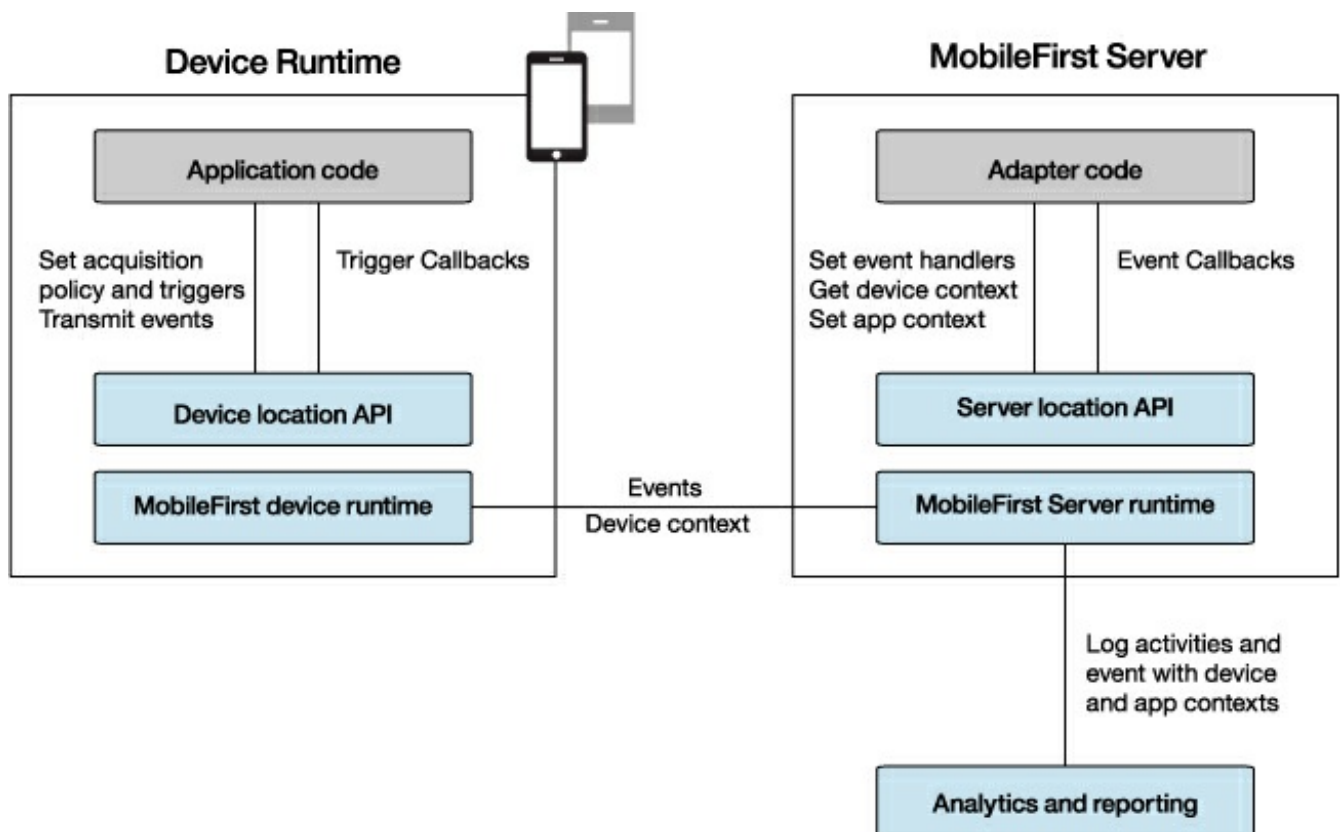 Device Runtime
MobileFirst Server
Application code
Adapter code
Set acquisition
policy and triggers
Transmit events
Trigger Callbacks
Set event handlers
Get device context
Set app context
Event Callbacks
Device location API
Server location API
MobileFirst device runtime
Events
Device context
MobileFirst Server runtime
Log activities and
event with device
and app contexts
Analytics and reporting